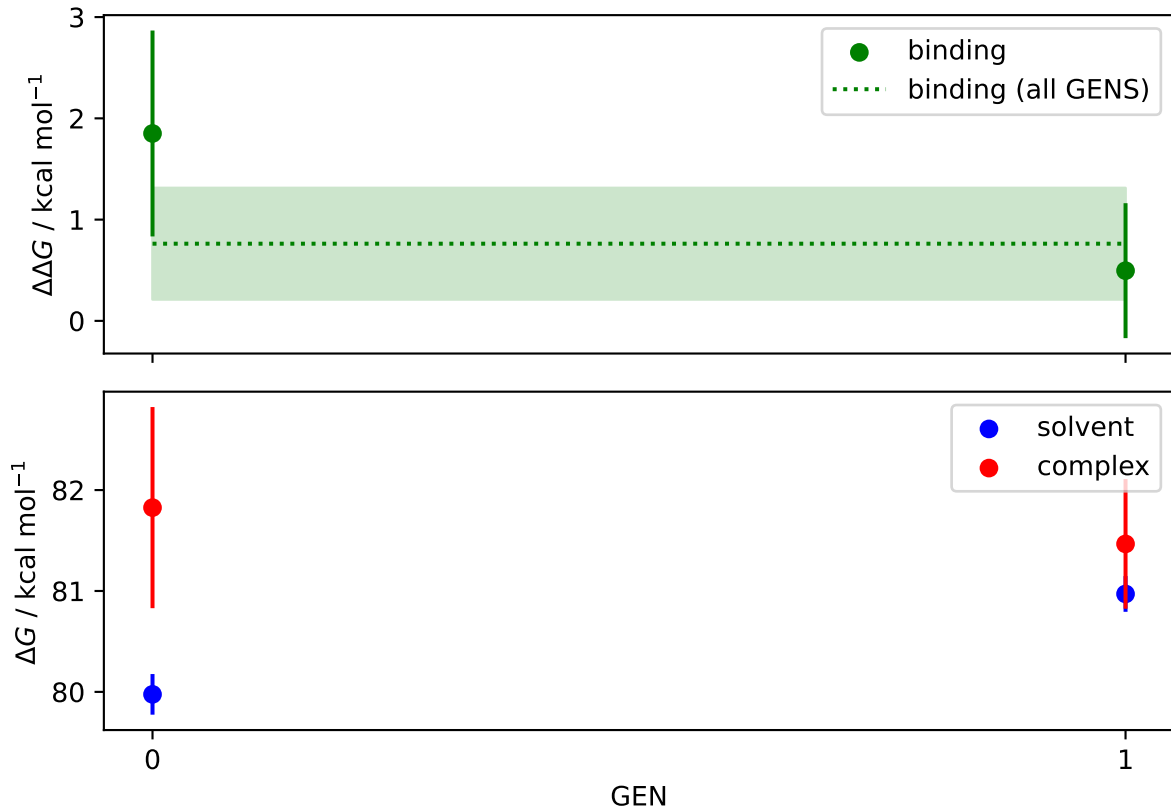 3
2
1
0
ΔΔG / kcal mol⁻¹
binding
binding (all GENS)
82
81
80
ΔG / kcal mol⁻¹
solvent
complex
0
1
GEN